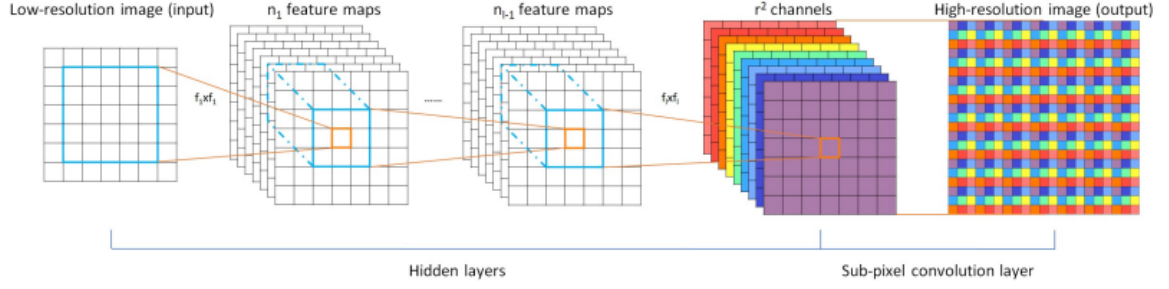 Low-resolution image (input)
n1 feature maps
nl-1 feature maps
r² channels
High-resolution image (output)
f1xf1
......
flxfl
Hidden layers
Sub-pixel convolution layer